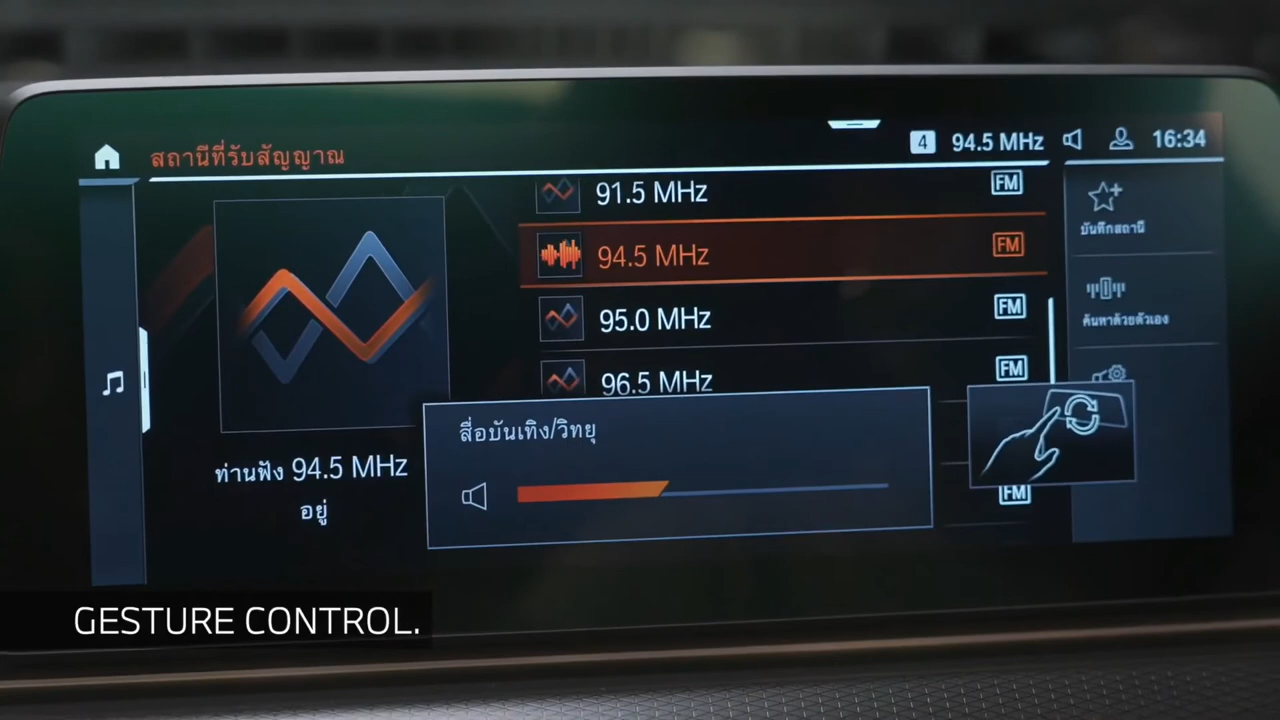 สถานีที่รับสัญญาณ
4 94.5 MHz 16:34
91.5 MHz FM
94.5 MHz FM
95.0 MHz FM
96.5 MHz FM
FM
บันทึกสถานี
ค้นหาด้วยตัวเอง
ท่านฟัง 94.5 MHz
อยู่
สื่อบันเทิง/วิทยุ
GESTURE CONTROL.